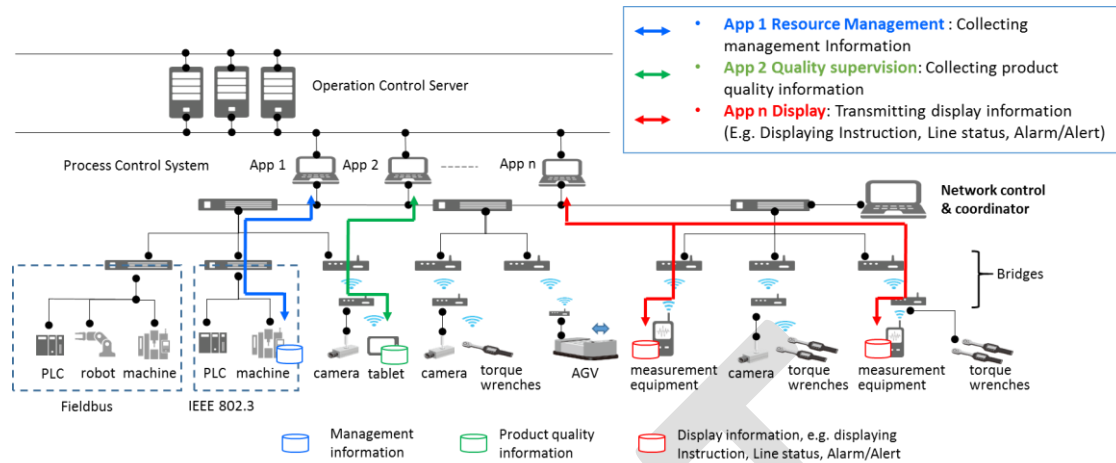 • App 1 Resource Management : Collecting
management Information
• App 2 Quality supervision: Collecting product
quality information
• App n Display: Transmitting display information
(E.g. Displaying Instruction, Line status, Alarm/Alert)
Operation Control Server
Process Control System
App 1
App 2
App n
Network control
& coordinator
Bridges
PLC
robot
machine
PLC
machine
camera
tablet
camera
torque
wrenches
AGV
measurement
equipment
camera
torque
wrenches
measurement
equipment
torque
wrenches
Fieldbus
IEEE 802.3
Management
information
Product quality
information
Display information, e.g. displaying
Instruction, Line status, Alarm/Alert